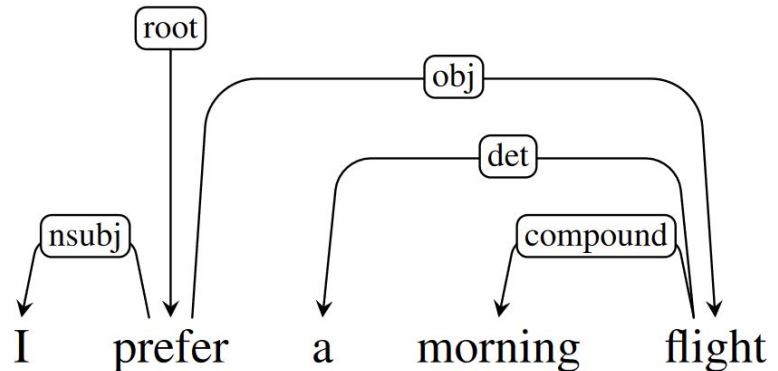 root
obj
det
nsubj compound
I prefer a morning flight